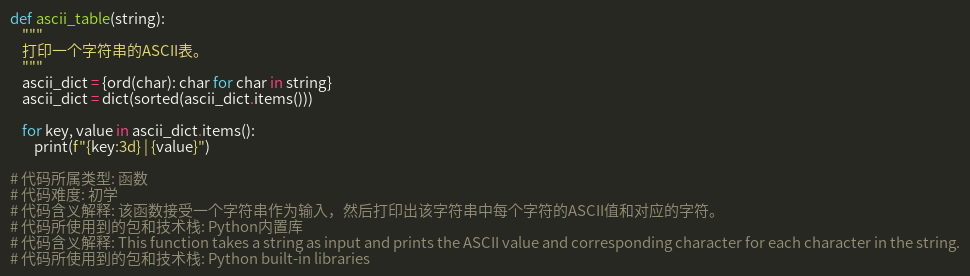 def ascii_table(string):
    """
    打印一个字符串的ASCII表。
    """
    ascii_dict = {ord(char): char for char in string}
    ascii_dict = dict(sorted(ascii_dict.items()))

    for key, value in ascii_dict.items():
        print(f"{key:3d} | {value}")

# 代码所属类型: 函数
# 代码难度: 初学
# 代码含义解释: 该函数接受一个字符串作为输入，然后打印出该字符串中每个字符的ASCII值和对应的字符。
# 代码所使用到的包和技术栈: Python内置库
# 代码含义解释: This function takes a string as input and prints the ASCII value and corresponding character for each character in the string.
# 代码所使用到的包和技术栈: Python built-in libraries